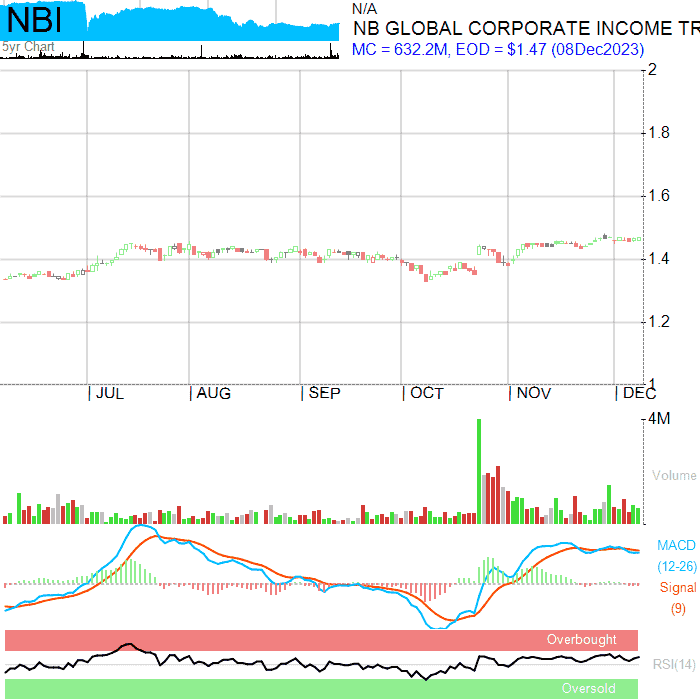 NBI
5yr Chart
N/A
NB GLOBAL CORPORATE INCOME TR
MC = 632.2M, EOD = $1.47 (08Dec2023)
2
1.8
1.6
1.4
1.2
1
JUL AUG SEP OCT NOV DEC
4M
Volume
MACD
(12-26)
Signal
(9)
Overbought
RSI(14)
Oversold